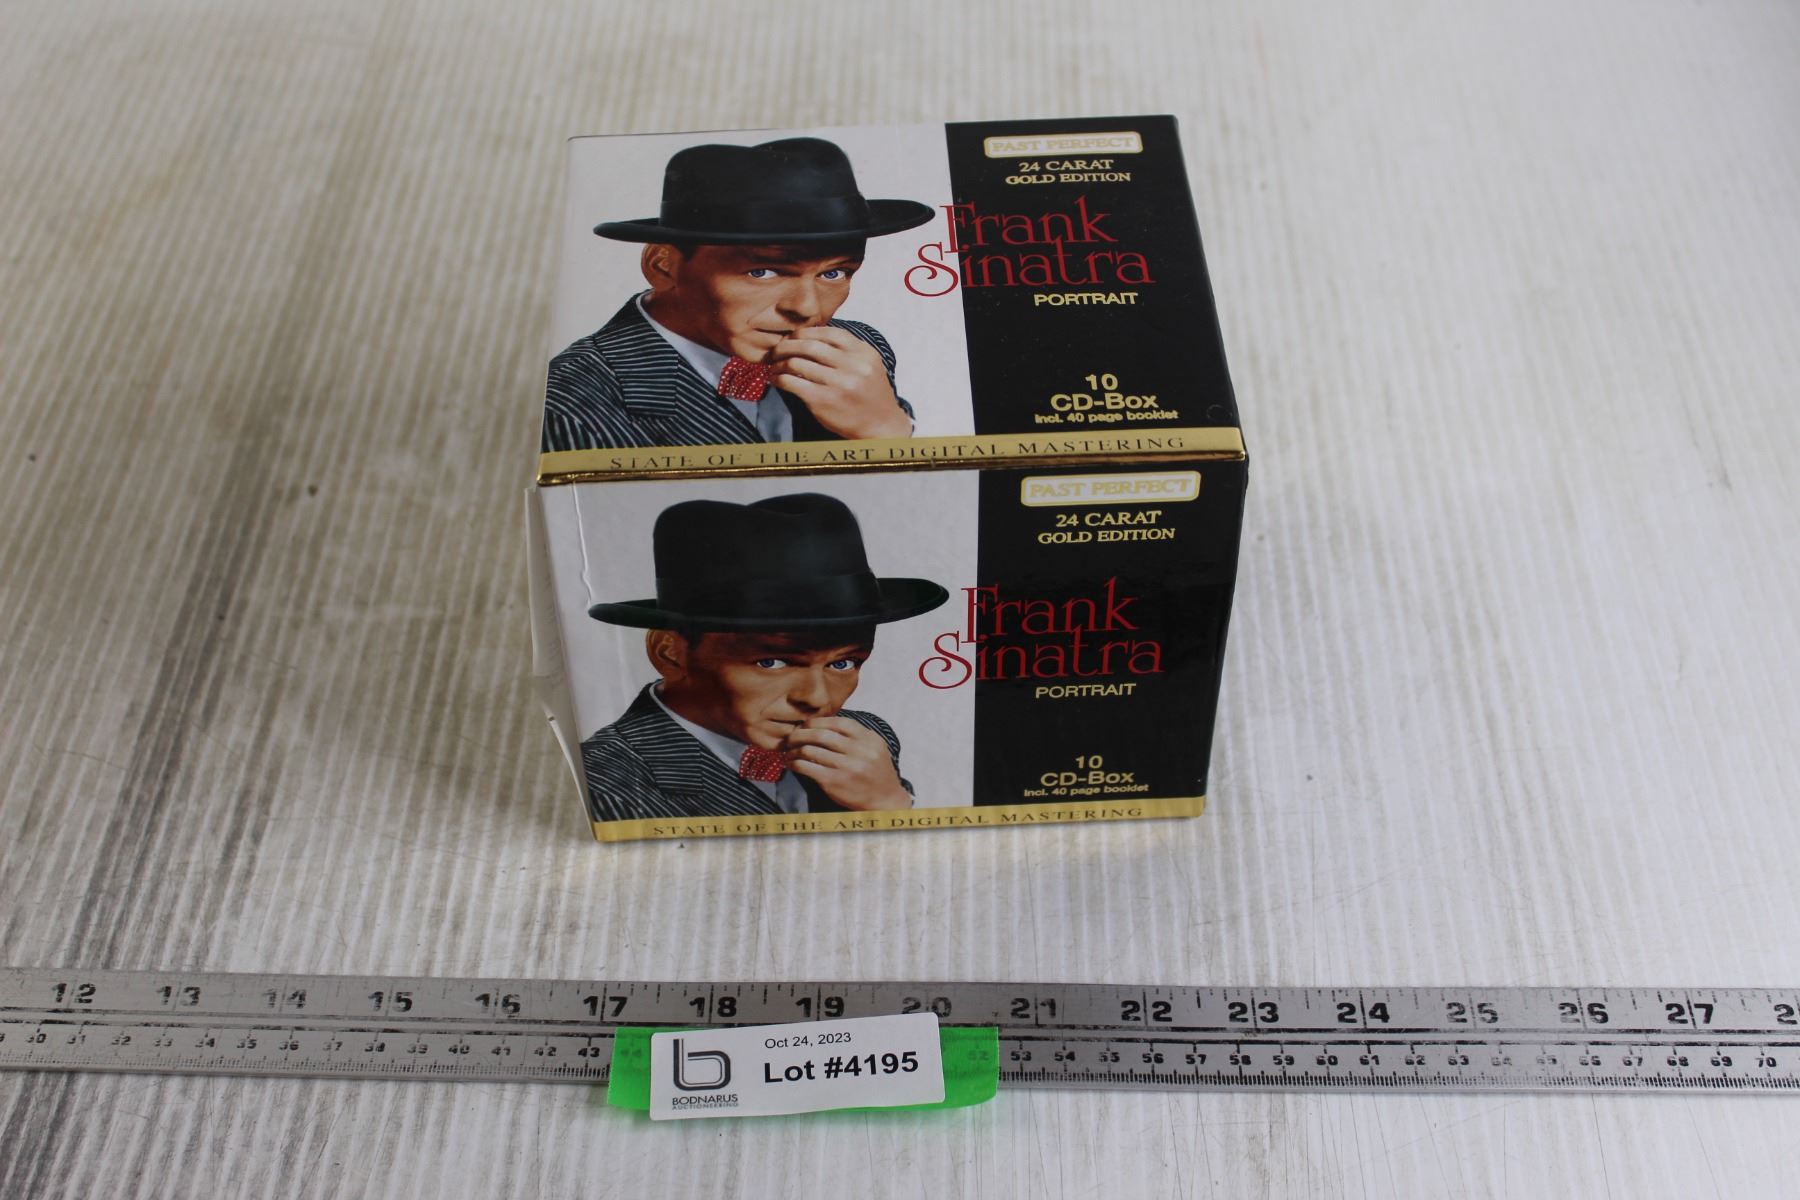 PAST PERFECT
24 CARAT
GOLD EDITION
Frank
Sinatra
PORTRAIT
10
CD-Box
Incl. 40 page booklet
STATE OF THE ART DIGITAL MASTERING
PAST PERFECT
24 CARAT
GOLD EDITION
Frank
Sinatra
PORTRAIT
10
CD-Box
Incl. 40 page booklet
STATE OF THE ART DIGITAL MASTERING
12 13 14 15 16 17 18 19 20 21 22 23 24 25 26 27
30 31 32 33 34 35 36 37 38 39 40 41 42 43 44 52 53 54 55 56 57 58 59 60 61 62 63 64 65 66 67 68 69 70
Oct 24, 2023
Lot #4195
b
BODNARUS
AUCTIONEERING